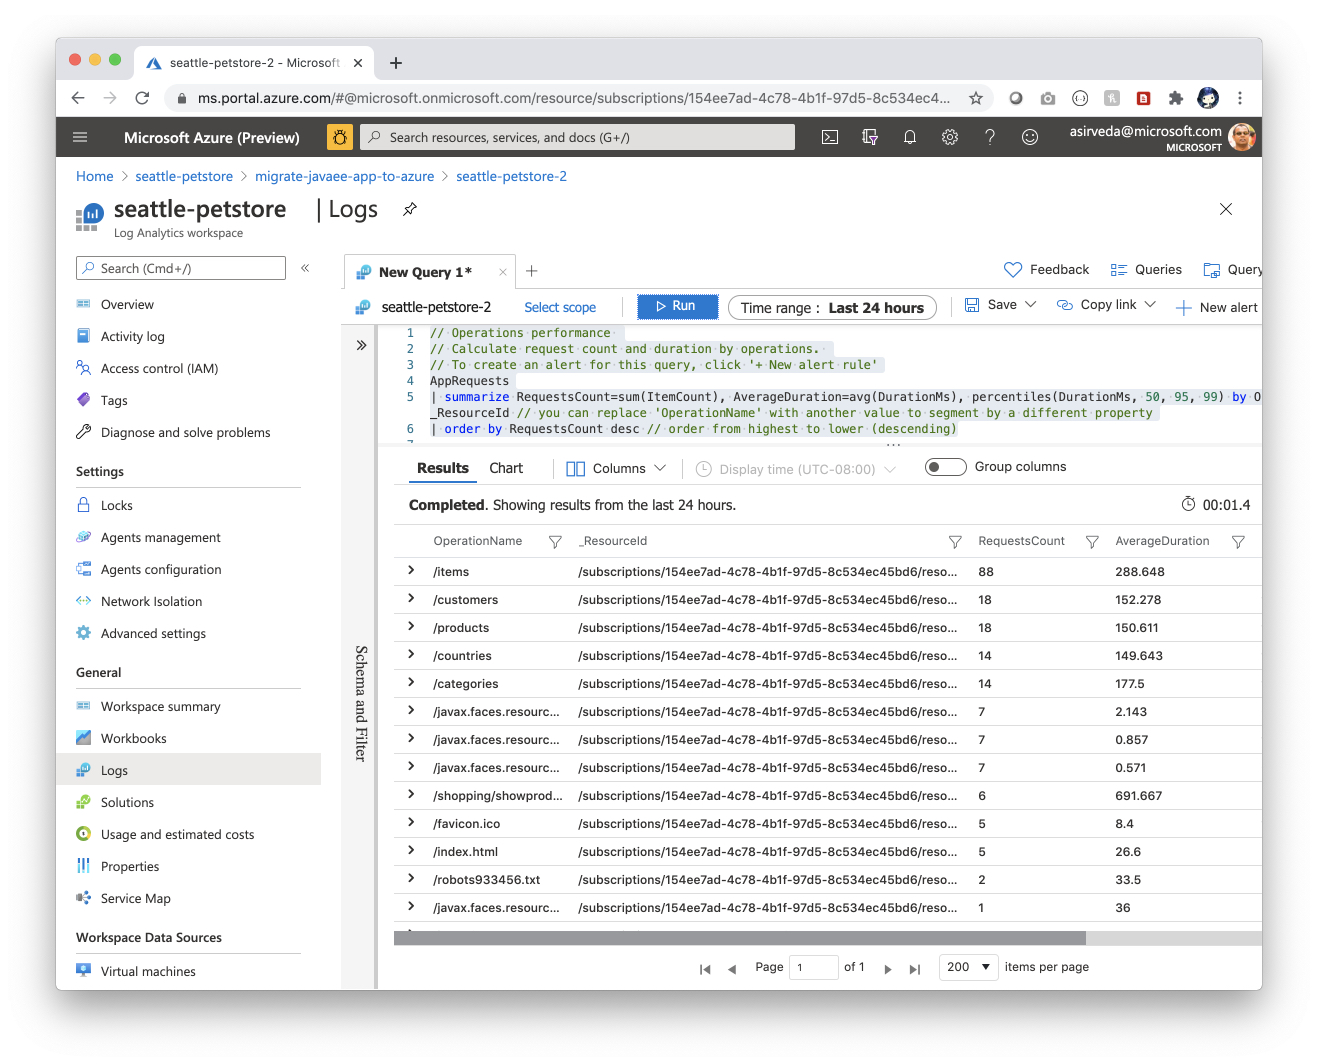 seattle-petstore-2 - Microsoft
ms.portal.azure.com/#@microsoft.onmicrosoft.com/resource/subscriptions/154ee7ad-4c78-4b1f-97d5-8c534ec4...
Microsoft Azure (Preview)
Search resources, services, and docs (G+/)
asirveda@microsoft.com
MICROSOFT
Home > seattle-petstore > migrate-javaee-app-to-azure > seattle-petstore-2
seattle-petstore | Logs
Log Analytics workspace
Search (Cmd+/)
Overview
Activity log
Access control (IAM)
Tags
Diagnose and solve problems
Settings
Locks
Agents management
Agents configuration
Network Isolation
Advanced settings
General
Workspace summary
Workbooks
Logs
Solutions
Usage and estimated costs
Properties
Service Map
Workspace Data Sources
Virtual machines
New Query 1*
Feedback Queries Query
seattle-petstore-2 Select scope Run Time range : Last 24 hours Save Copy link New alert
1 // Operations performance
2 // Calculate request count and duration by operations.
3 // To create an alert for this query, click '+ New alert rule'
4 AppRequests
5 | summarize RequestsCount=sum(ItemCount), AverageDuration=avg(DurationMs), percentiles(DurationMs, 50, 95, 99) by O
_ResourceId // you can replace 'OperationName' with another value to segment by a different property
6 | order by RequestsCount desc // order from highest to lower (descending)
Schema and Filter
Results Chart Columns Display time (UTC-08:00) Group columns
Completed. Showing results from the last 24 hours. 00:01.4
OperationName _ResourceId RequestsCount AverageDuration
/items /subscriptions/154ee7ad-4c78-4b1f-97d5-8c534ec45bd6/reso... 88 288.648
/customers /subscriptions/154ee7ad-4c78-4b1f-97d5-8c534ec45bd6/reso... 18 152.278
/products /subscriptions/154ee7ad-4c78-4b1f-97d5-8c534ec45bd6/reso... 18 150.611
/countries /subscriptions/154ee7ad-4c78-4b1f-97d5-8c534ec45bd6/reso... 14 149.643
/categories /subscriptions/154ee7ad-4c78-4b1f-97d5-8c534ec45bd6/reso... 14 177.5
/javax.faces.resourc... /subscriptions/154ee7ad-4c78-4b1f-97d5-8c534ec45bd6/reso... 7 2.143
/javax.faces.resourc... /subscriptions/154ee7ad-4c78-4b1f-97d5-8c534ec45bd6/reso... 7 0.857
/javax.faces.resourc... /subscriptions/154ee7ad-4c78-4b1f-97d5-8c534ec45bd6/reso... 7 0.571
/shopping/showprod... /subscriptions/154ee7ad-4c78-4b1f-97d5-8c534ec45bd6/reso... 6 691.667
/favicon.ico /subscriptions/154ee7ad-4c78-4b1f-97d5-8c534ec45bd6/reso... 5 8.4
/index.html /subscriptions/154ee7ad-4c78-4b1f-97d5-8c534ec45bd6/reso... 5 26.6
/robots933456.txt /subscriptions/154ee7ad-4c78-4b1f-97d5-8c534ec45bd6/reso... 2 33.5
/javax.faces.resourc... /subscriptions/154ee7ad-4c78-4b1f-97d5-8c534ec45bd6/reso... 1 36
Page 1 of 1 200 items per page